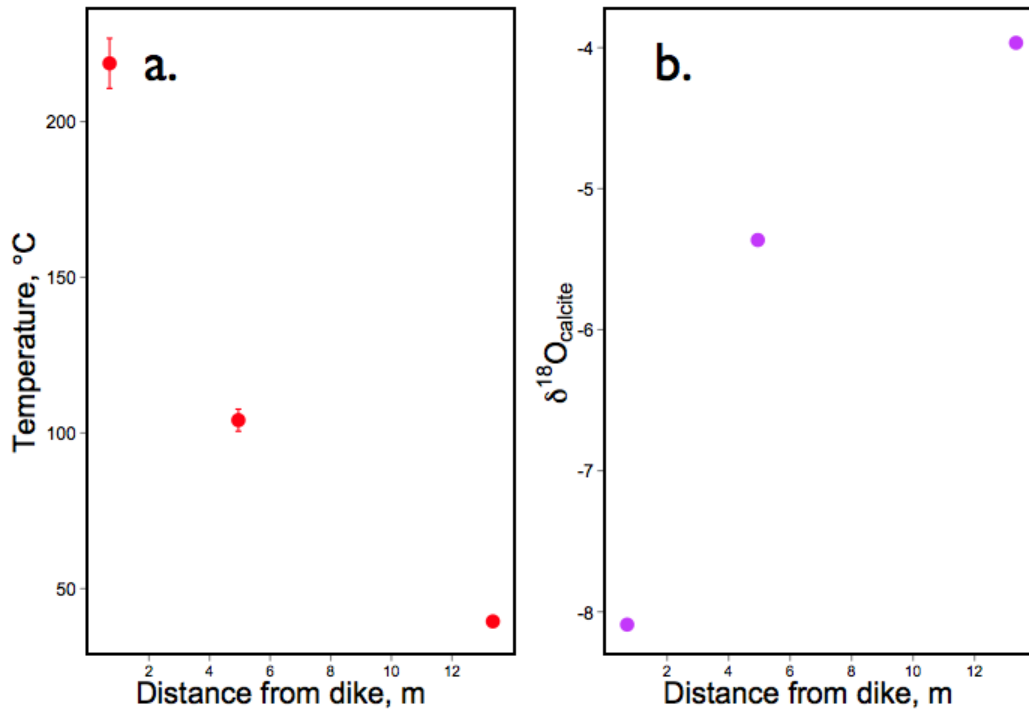 a.
Temperature, °C
200
150
100
50
2 4 6 8 10 12
Distance from dike, m
b.
δ18Ocalcite
-4
-5
-6
-7
-8
2 4 6 8 10 12
Distance from dike, m